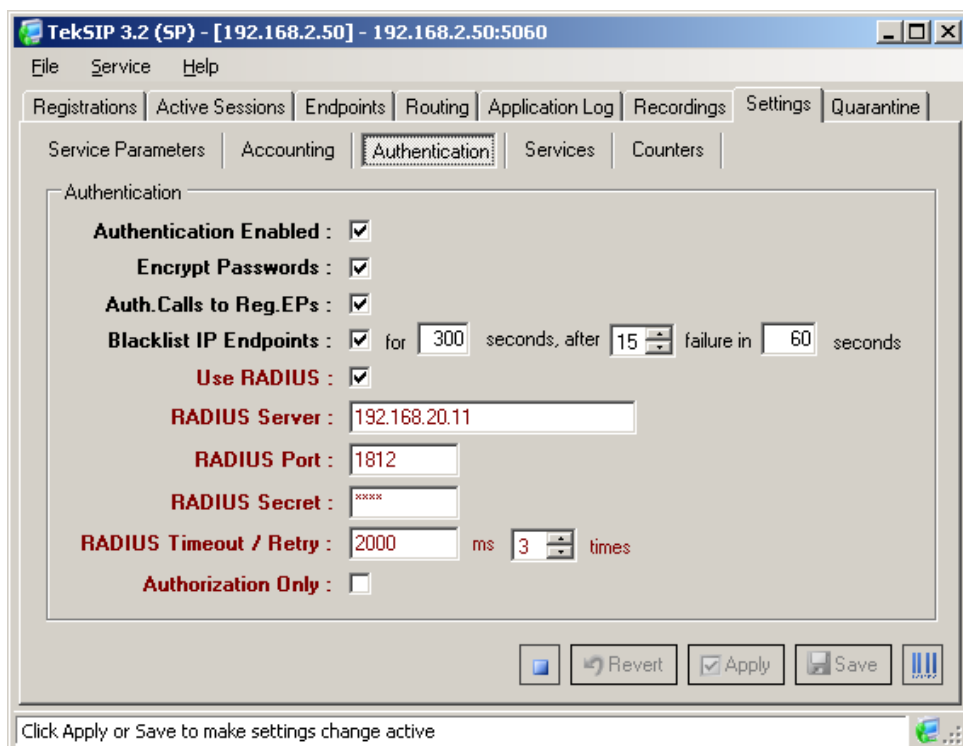 TekSIP 3.2 (SP) - [192.168.2.50] - 192.168.2.50:5060
File Service Help
Registrations Active Sessions Endpoints Routing Application Log Recordings Settings Quarantine
Service Parameters Accounting Authentication Services Counters
Authentication
Authentication Enabled :
Encrypt Passwords :
Auth.Calls to Reg.EPs :
Blacklist IP Endpoints : for 300 seconds, after 15 failure in 60 seconds
Use RADIUS :
RADIUS Server : 192.168.20.11
RADIUS Port : 1812
RADIUS Secret : ****
RADIUS Timeout / Retry : 2000 ms 3 times
Authorization Only :
Revert Apply Save
Click Apply or Save to make settings change active